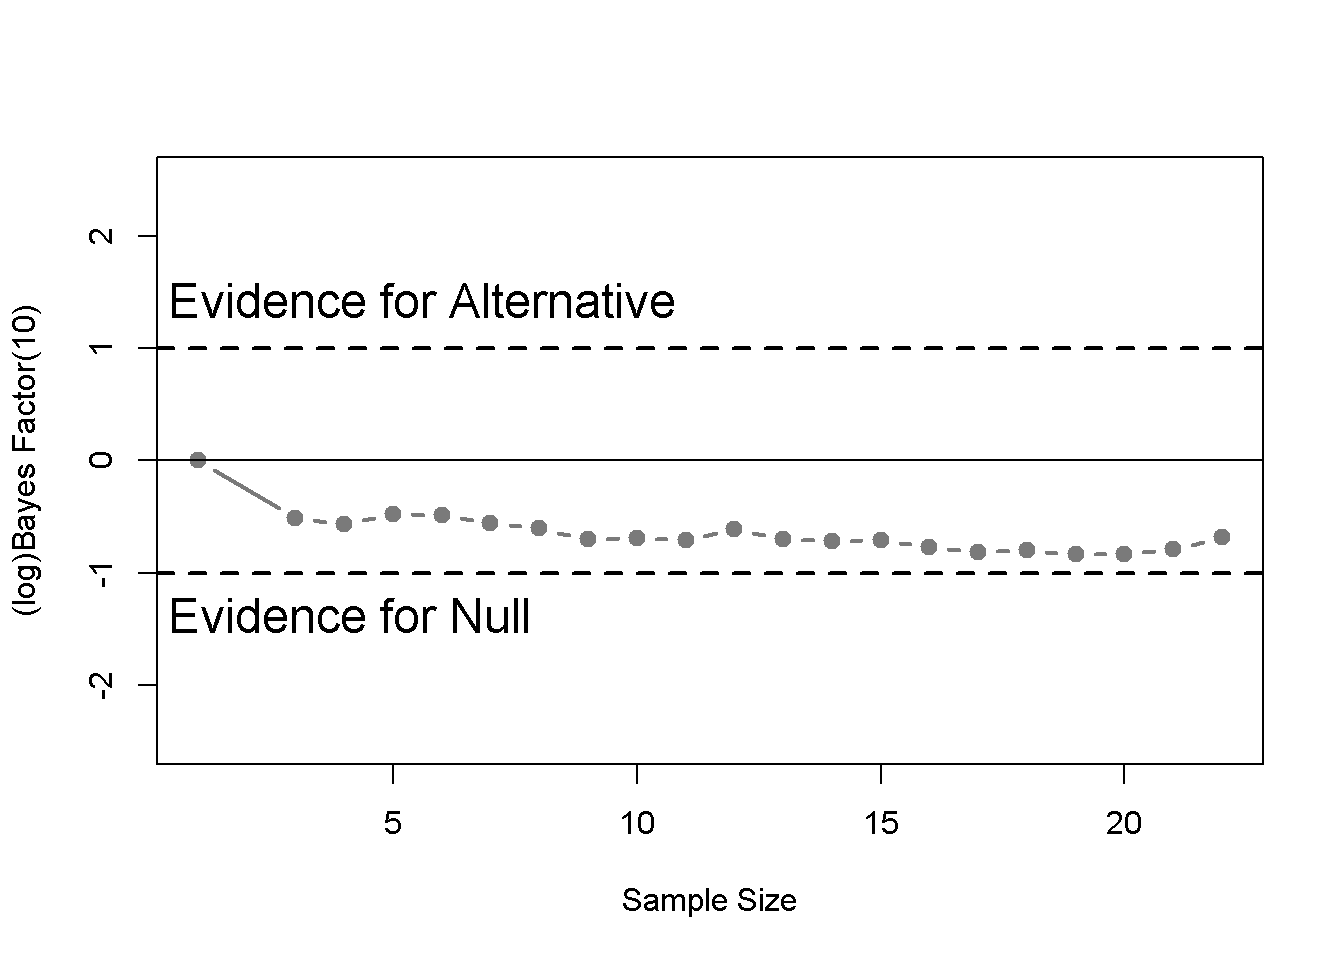 2
Evidence for Alternative
1
0
-1
Evidence for Null
-2
(log)Bayes Factor(10)
5 10 15 20
Sample Size